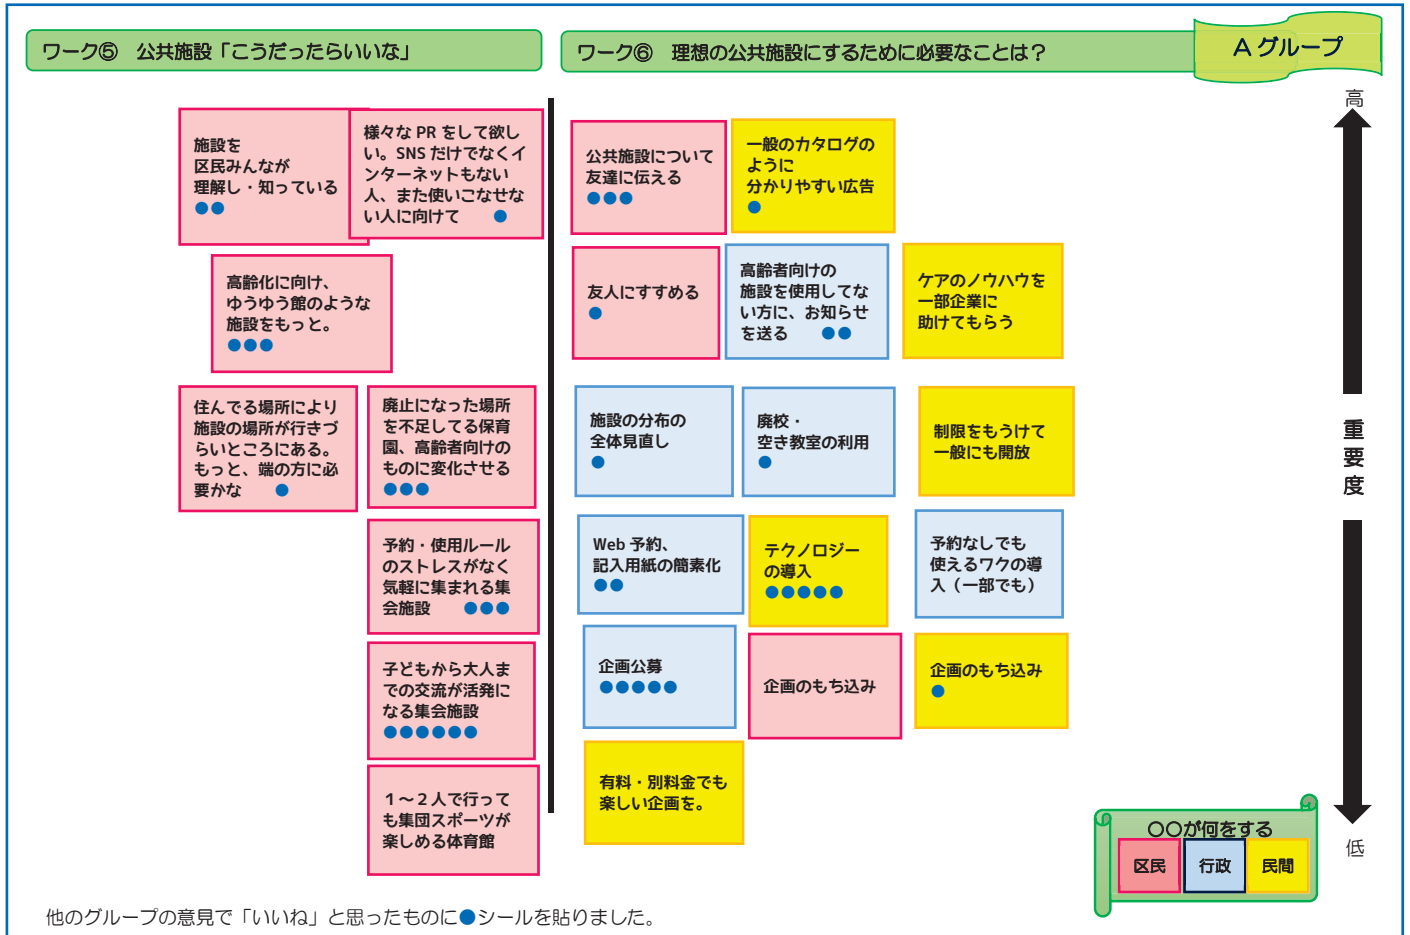 ワーク⑤　公共施設「こうだったらいいな」
ワーク⑥　理想の公共施設にするために必要なことは？
A グループ
施設を
区民みんなが
理解し・知っている
●●
様々な PR をして欲し
い。SNS だけでなくイ
ンターネットもない
人、また使いこなせな
い人に向けて　●
高齢化に向け、
ゆうゆう館のような
施設をもっと。
●●●
住んでる場所により
施設の場所が行きづ
らいところにある。
もっと、端の方に必
要かな　●
廃止になった場所
を不足してる保育
園、高齢者向けの
ものに変化させる
●●●
予約・使用ルール
のストレスがなく
気軽に集まれる集
会施設　●●●
子どもから大人ま
での交流が活発に
なる集会施設
●●●●●●
１～２人で行って
も集団スポーツが
楽しめる体育館
公共施設について
友達に伝える
●●●
一般のカタログの
ように
分かりやすい広告
●
友人にすすめる
●
高齢者向けの
施設を使用してな
い方に、お知らせ
を送る　●●
ケアのノウハウを
一部企業に
助けてもらう
施設の分布の
全体見直し
●
廃校・
空き教室の利用
●
制限をもうけて
一般にも開放
Web 予約、
記入用紙の簡素化
●●
テクノロジー
の導入
●●●●●
予約なしでも
使えるワクの導
入（一部でも）
企画公募
●●●●●
企画のもち込み
企画のもち込み
●
有料・別料金でも
楽しい企画を。
高
重要度
低
〇〇が何をする
区民
行政
民間
他のグループの意見で「いいね」と思ったものに●シールを貼りました。